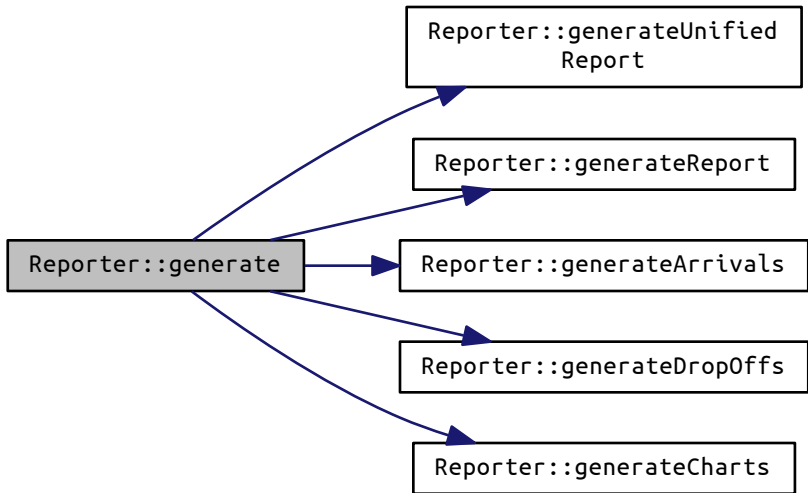 Reporter::generateUnified
Report
Reporter::generateReport
Reporter::generate
Reporter::generateArrivals
Reporter::generateDropOffs
Reporter::generateCharts